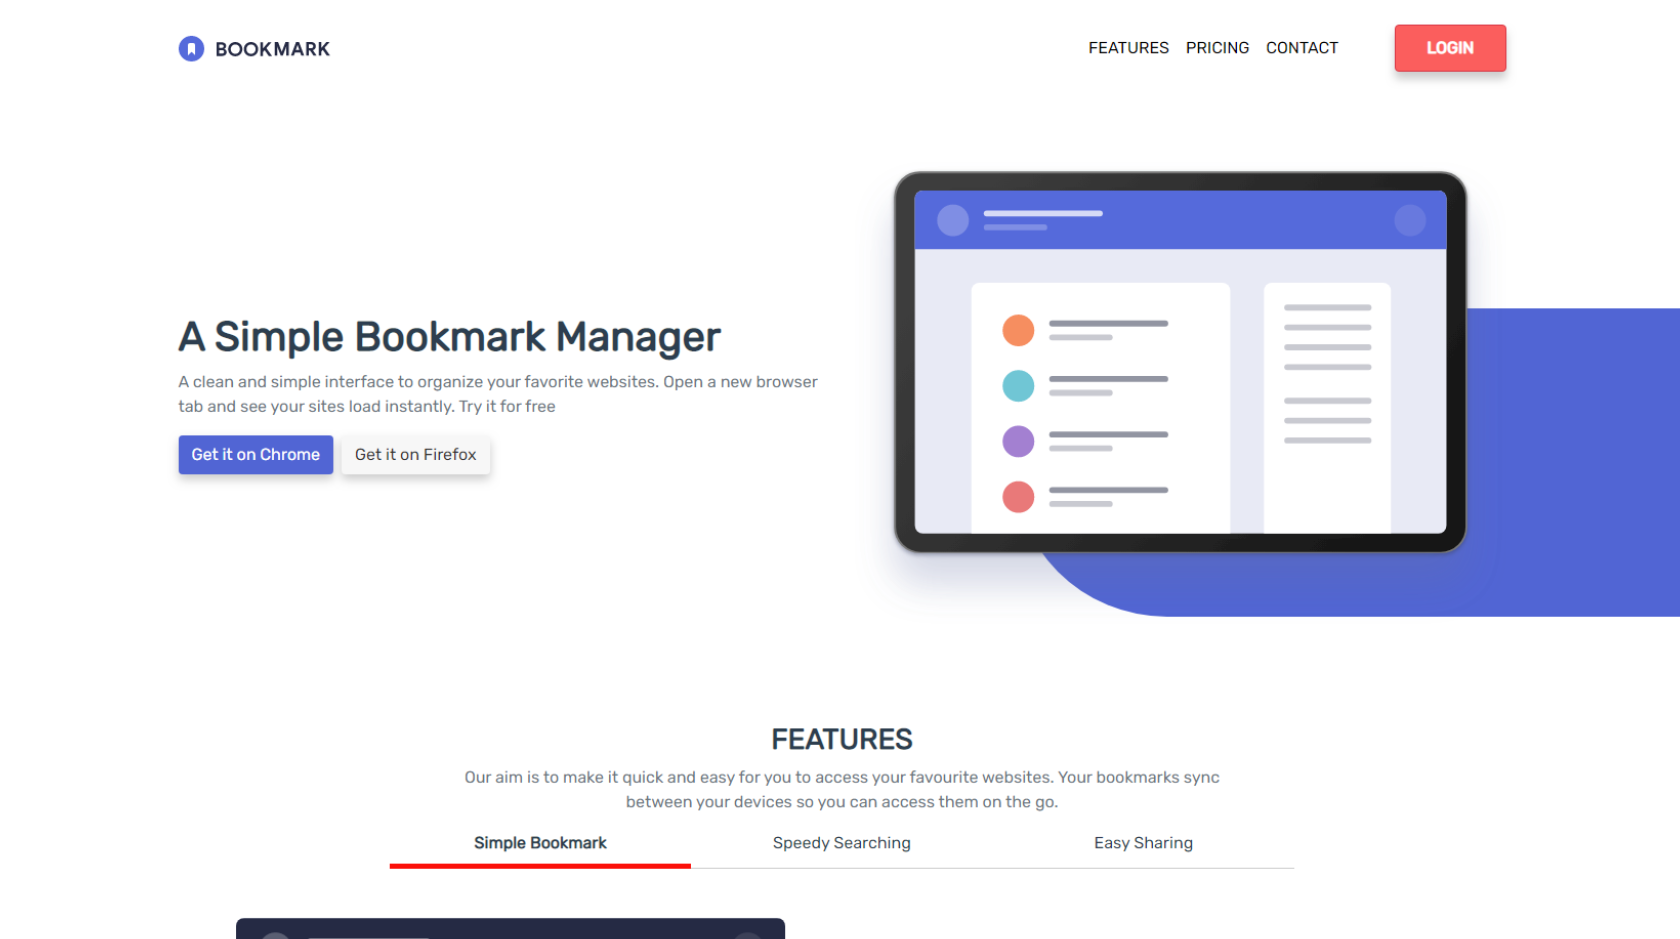 BOOKMARK
FEATURES PRICING CONTACT
LOGIN
A Simple Bookmark Manager
A clean and simple interface to organize your favorite websites. Open a new browser
tab and see your sites load instantly. Try it for free
Get it on Chrome
Get it on Firefox
FEATURES
Our aim is to make it quick and easy for you to access your favourite websites. Your bookmarks sync
between your devices so you can access them on the go.
Simple Bookmark
Speedy Searching
Easy Sharing